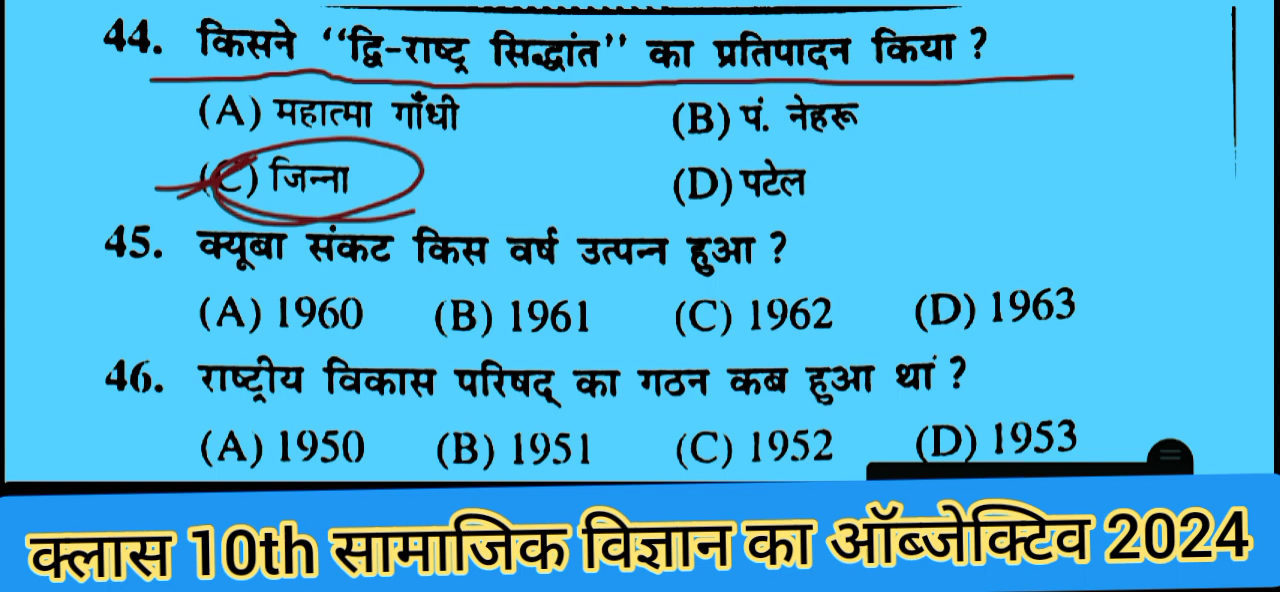 44. किसने ‘‘द्वि-राष्ट्र सिद्धांत’’ का प्रतिपादन किया ?
(A) महात्मा गाँधी (B) पं. नेहरू
(C) जिन्ना (D) पटेल
45. क्यूबा संकट किस वर्ष उत्पन्न हुआ ?
(A) 1960 (B) 1961 (C) 1962 (D) 1963
46. राष्ट्रीय विकास परिषद् का गठन कब हुआ थां ?
(A) 1950 (B) 1951 (C) 1952 (D) 1953
क्लास 10th सामाजिक विज्ञान का ऑब्जेक्टिव 2024